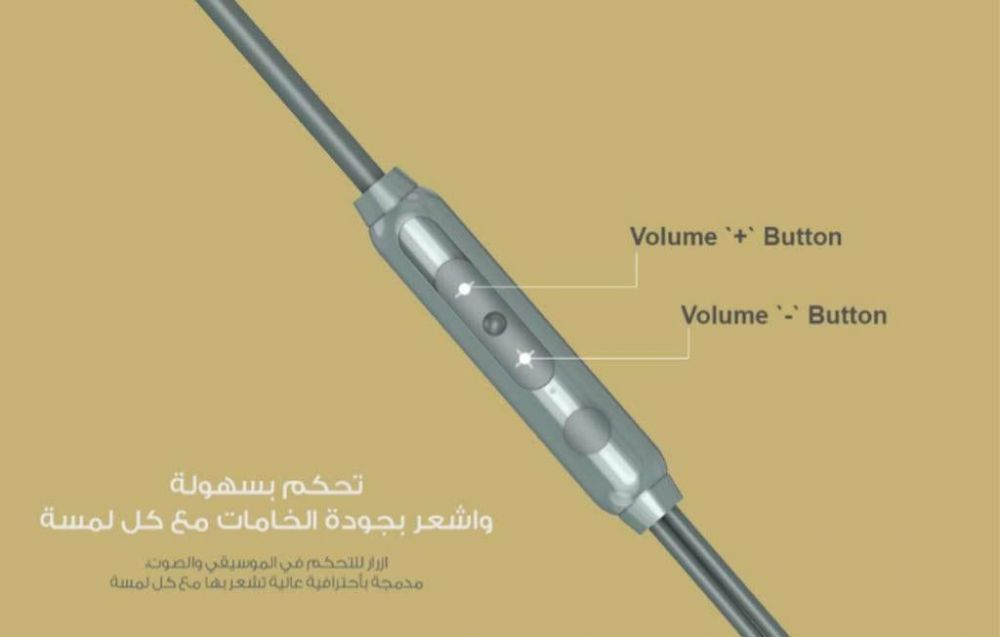 Volume `+` Button
Volume `-` Button
تحكم بسهولة
واشعر بجودة الخامات مع كل لمسة
ازرار للتحكم في الموسيقي والصوت،
مدمجة بأحترافية عالية تشعر بها مع كل لمسة